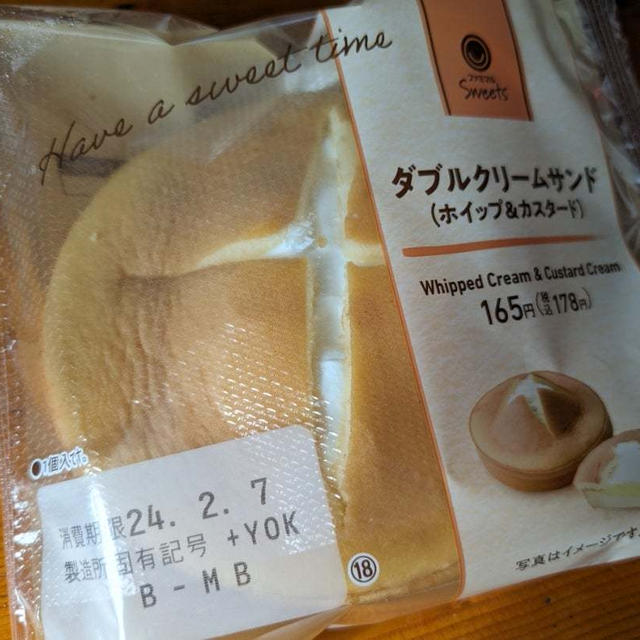 Have a sweet time
ファミマル
Sweets
ダブルクリームサンド
(ホイップ&カスタード)
Whipped Cream & Custard Cream
165円(税込178円)
●1個入です。
消費期限24. 2. 7
製造所固有記号 +YOK
B - M B
⑱
写真はイメージです